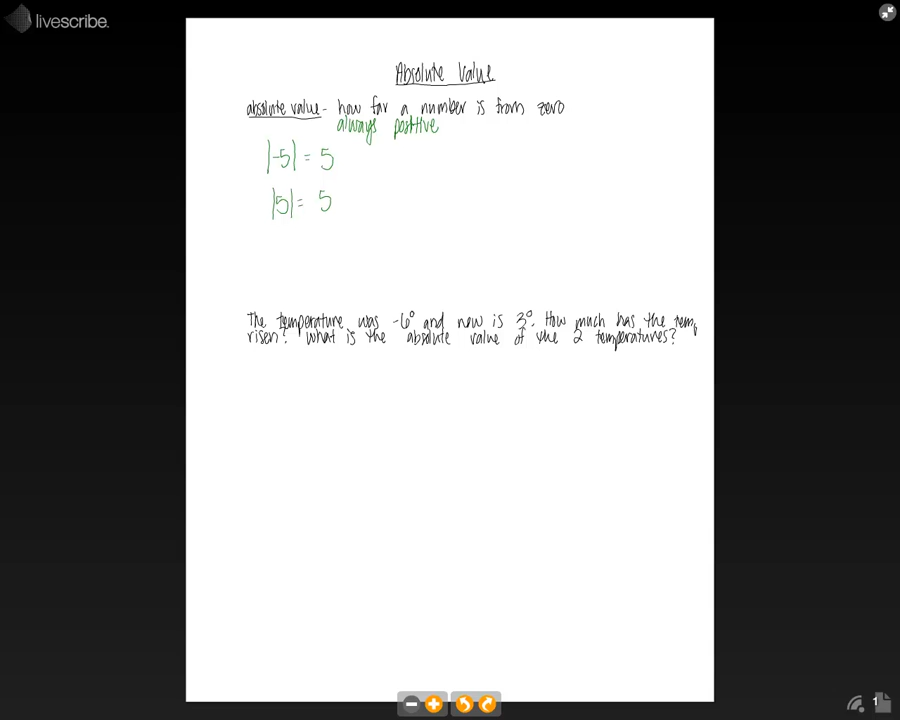 livescribe.
Absolute Value
absolute value - how far a number is from zero
always positive
|-5| = 5
|5| = 5
The temperature was -6° and now is 3°. How much has the temp
risen? What is the absolute value of the 2 temperatures?
1